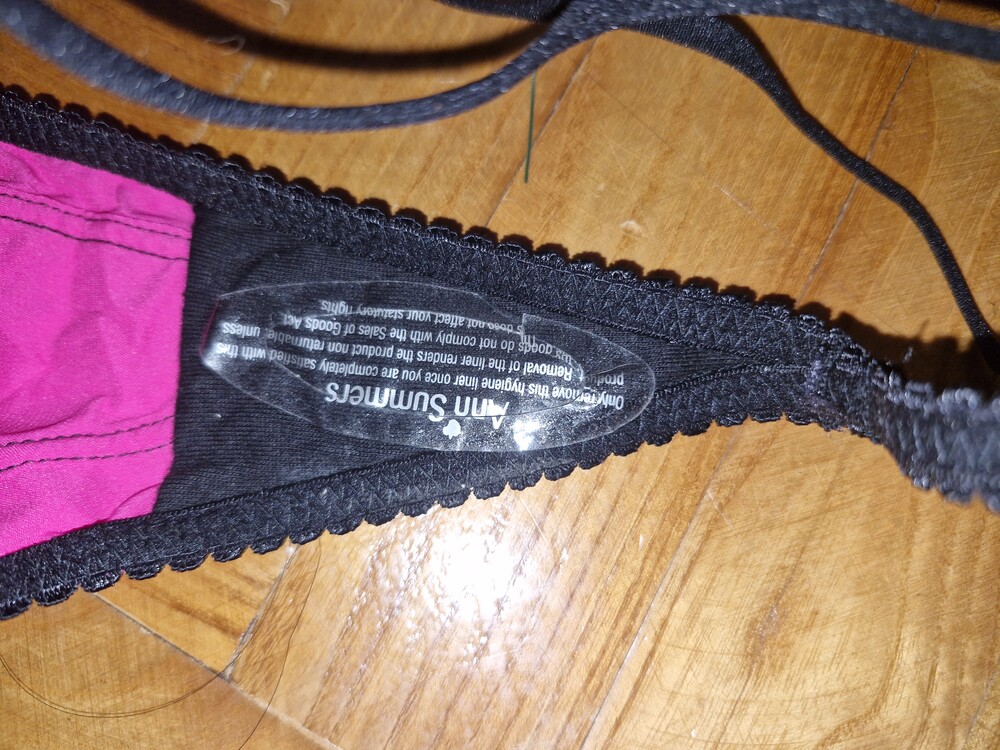 Ann Summers
Only remove this hygiene liner once you are completely satisfied with this
Removal of the liner renders the product non returnable, unless
goods do not comply with the Sales of Goods Act
s does not affect your statutory rights.